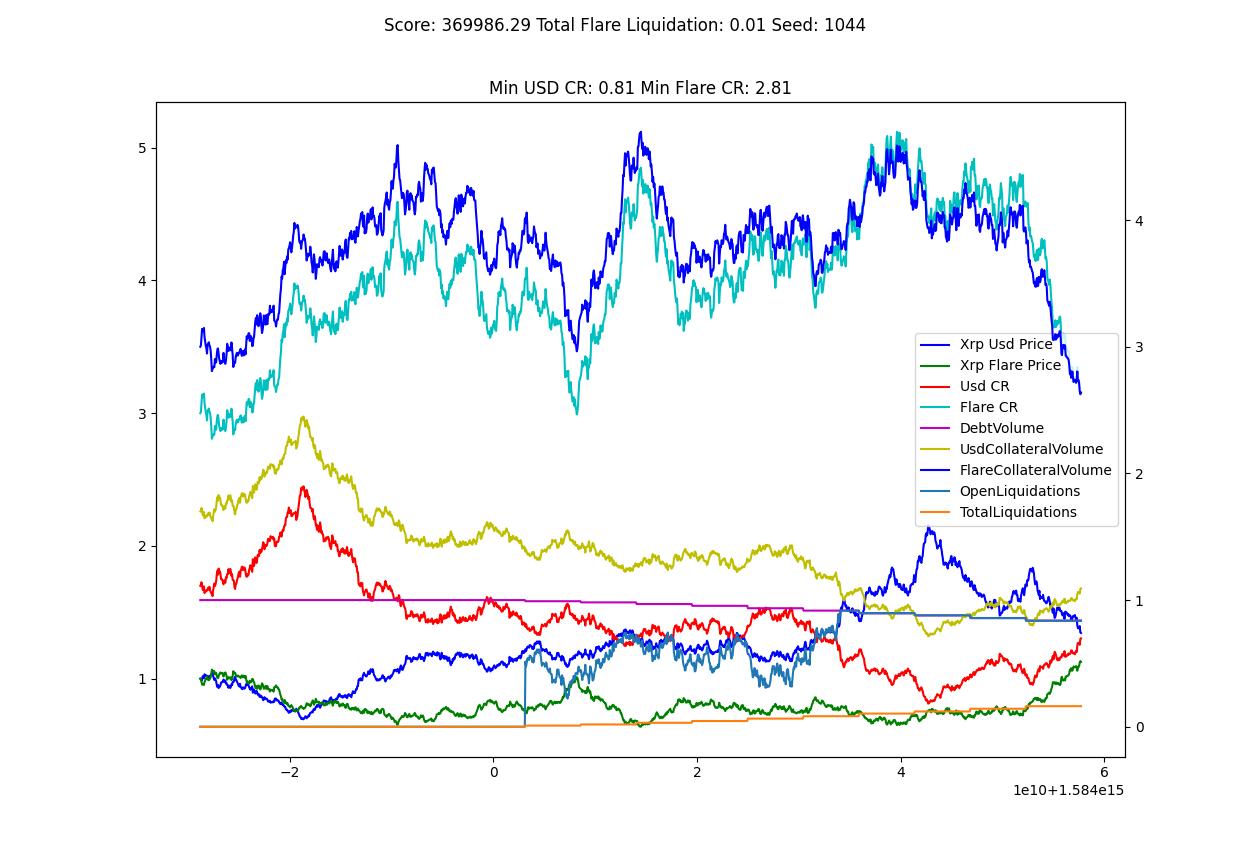 Score: 369986.29 Total Flare Liquidation: 0.01 Seed: 1044
Min USD CR: 0.81 Min Flare CR: 2.81
5
4
3
2
1
4
3
2
1
0
Xrp Usd Price
Xrp Flare Price
Usd CR
Flare CR
DebtVolume
UsdCollateralVolume
FlareCollateralVolume
OpenLiquidations
TotalLiquidations
−2 0 2 4 6
1e10+1.584e15